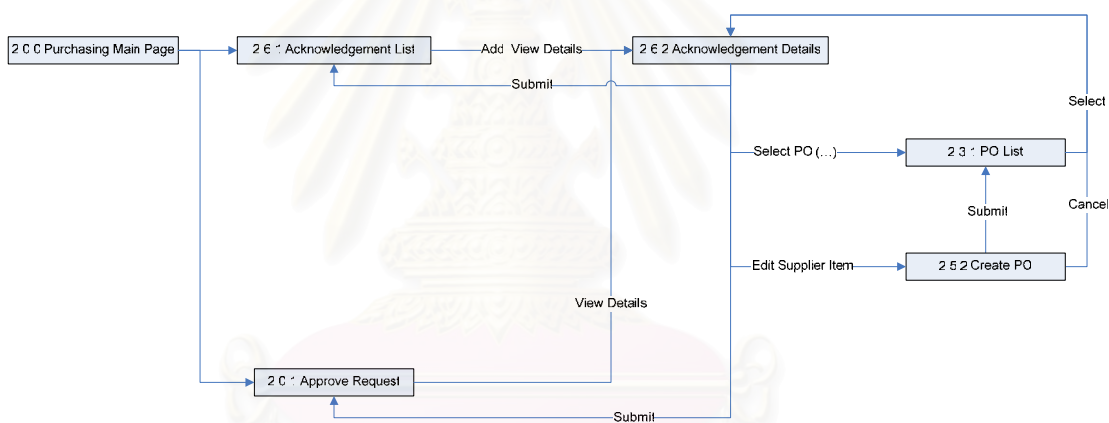 2.0.0 Purchasing Main Page
2.6.1 Acknowledgement List
Add View Details
2.6.2 Acknowledgement Details
Submit
Select
Select PO (...)
2.3.1 PO List
Submit
Cancel
Edit Supplier Item
2.5.2 Create PO
View Details
2.0.1 Approve Request
Submit